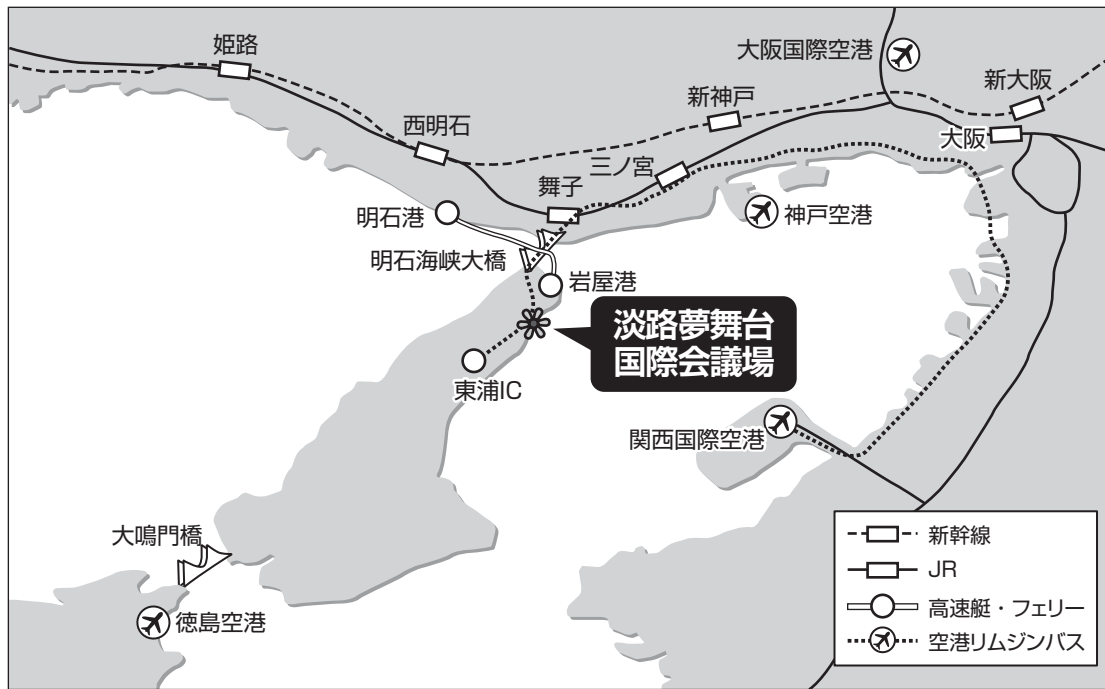 姫路
大阪国際空港
新大阪
新神戸
西明石
大阪
三ノ宮
舞子
明石港
神戸空港
明石海峡大橋
岩屋港
淡路夢舞台
国際会議場
東浦IC
関西国際空港
大鳴門橋
徳島空港
新幹線
JR
高速艇・フェリー
空港リムジンバス